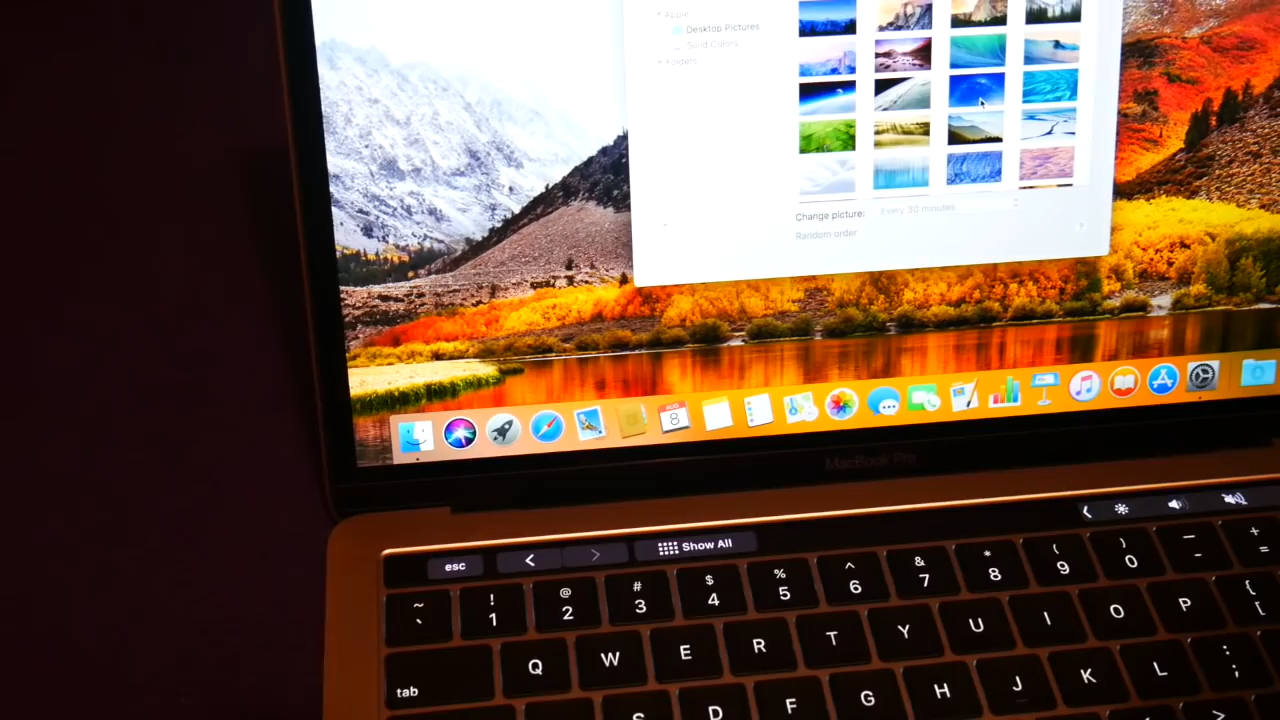 Apple
Desktop Pictures
Solid Colors
Folders
Change picture: Every 30 minutes
Random order
?
AUG
8
MacBook Pro
esc
Show All
~ ! @ # $ % ^ & * ( ) — +
` 1 2 3 4 5 6 7 8 9 0 - =
Q W E R T Y U I O P { [
tab
S D F G H J K L : ;
>